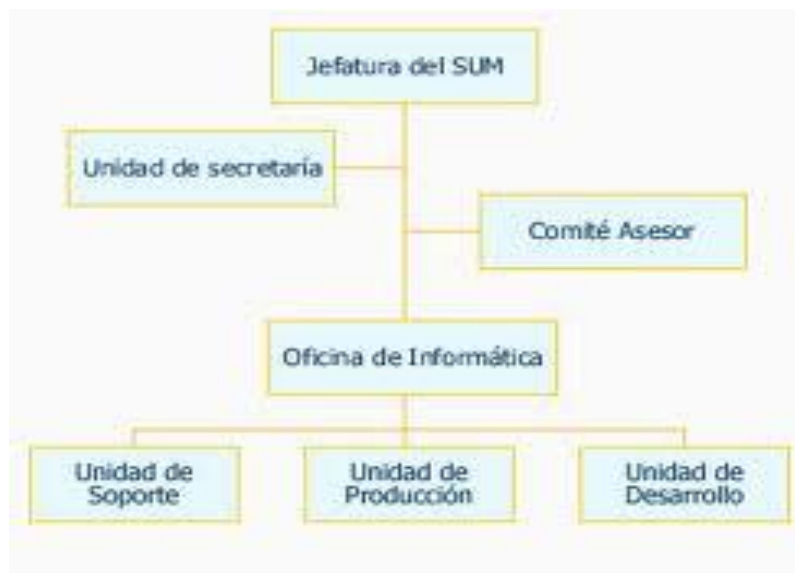 Jefatura del SUM
Unidad de secretaría
Comité Asesor
Oficina de Informática
Unidad de
Soporte
Unidad de
Producción
Unidad de
Desarrollo